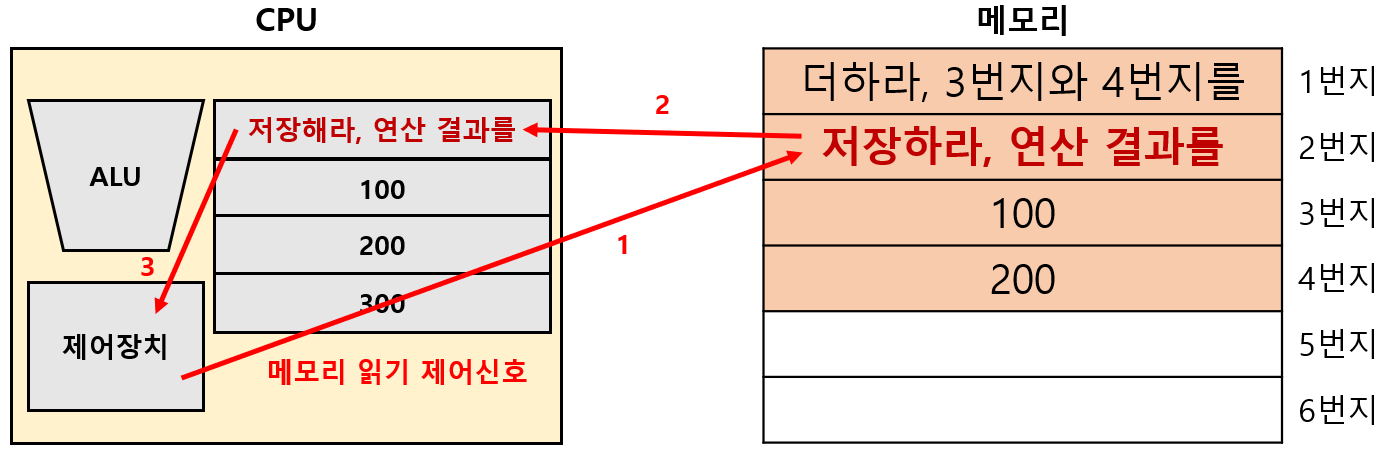 CPU
메모리
ALU
저장해라, 연산 결과를
100
200
300
제어장치
메모리 읽기 제어신호
1
2
3
더하라, 3번지와 4번지를
1번지
저장하라, 연산 결과를
2번지
100
3번지
200
4번지
5번지
6번지